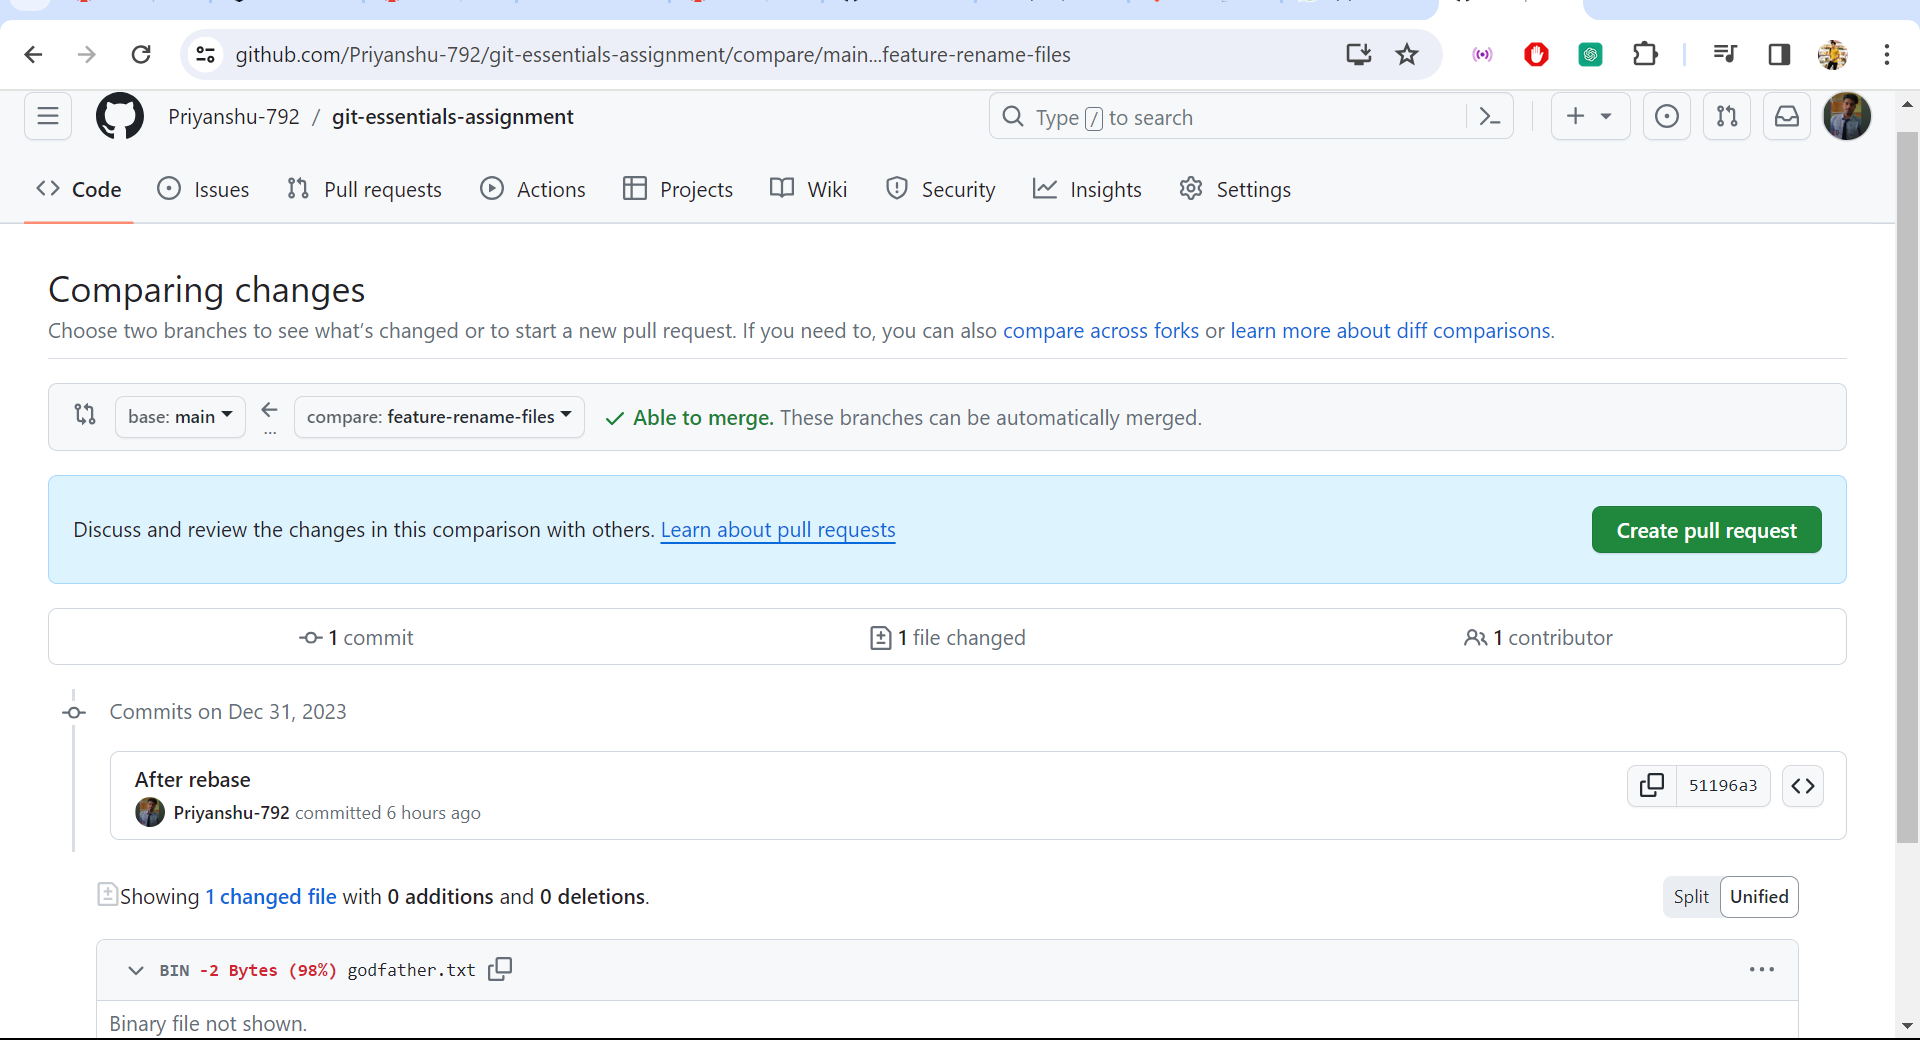 github.com/Priyanshu-792/git-essentials-assignment/compare/main...feature-rename-files
Priyanshu-792 / git-essentials-assignment
Type / to search
Code Issues Pull requests Actions Projects Wiki Security Insights Settings
Comparing changes
Choose two branches to see what’s changed or to start a new pull request. If you need to, you can also compare across forks or learn more about diff comparisons.
base: main ... compare: feature-rename-files Able to merge. These branches can be automatically merged.
Discuss and review the changes in this comparison with others. Learn about pull requests Create pull request
1 commit 1 file changed 1 contributor
Commits on Dec 31, 2023
After rebase
51196a3
Priyanshu-792 committed 6 hours ago
Showing 1 changed file with 0 additions and 0 deletions. Split Unified
BIN -2 Bytes (98%) godfather.txt
Binary file not shown.